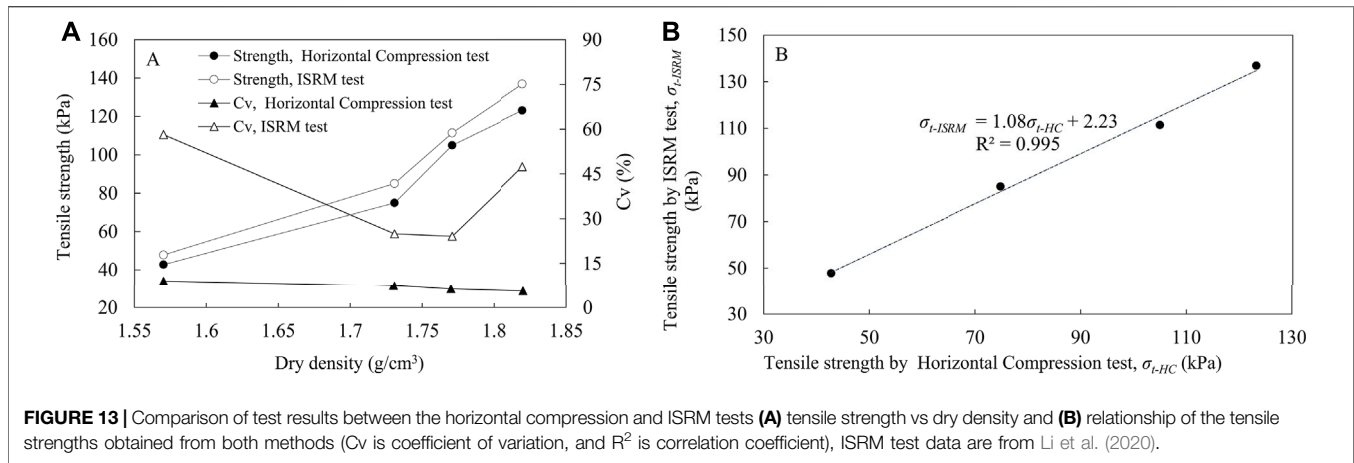 A
A
160
140
120
100
80
60
40
20
Tensile strength (kPa)
Strength, Horizontal Compression test
Strength, ISRM test
Cv, Horizontal Compression test
Cv, ISRM test
90
75
60
45
30
15
0
Cv (%)
1.55 1.6 1.65 1.7 1.75 1.8 1.85
Dry density (g/cm³)
B
B
150
130
110
90
70
50
30
Tensile strength by ISRM test, σt-ISRM
(kPa)
σt-ISRM = 1.08σt-HC + 2.23
R² = 0.995
30 50 70 90 110 130
Tensile strength by Horizontal Compression test, σt-HC (kPa)
FIGURE 13 | Comparison of test results between the horizontal compression and ISRM tests (A) tensile strength vs dry density and (B) relationship of the tensile
strengths obtained from both methods (Cv is coefficient of variation, and R² is correlation coefficient), ISRM test data are from Li et al. (2020).